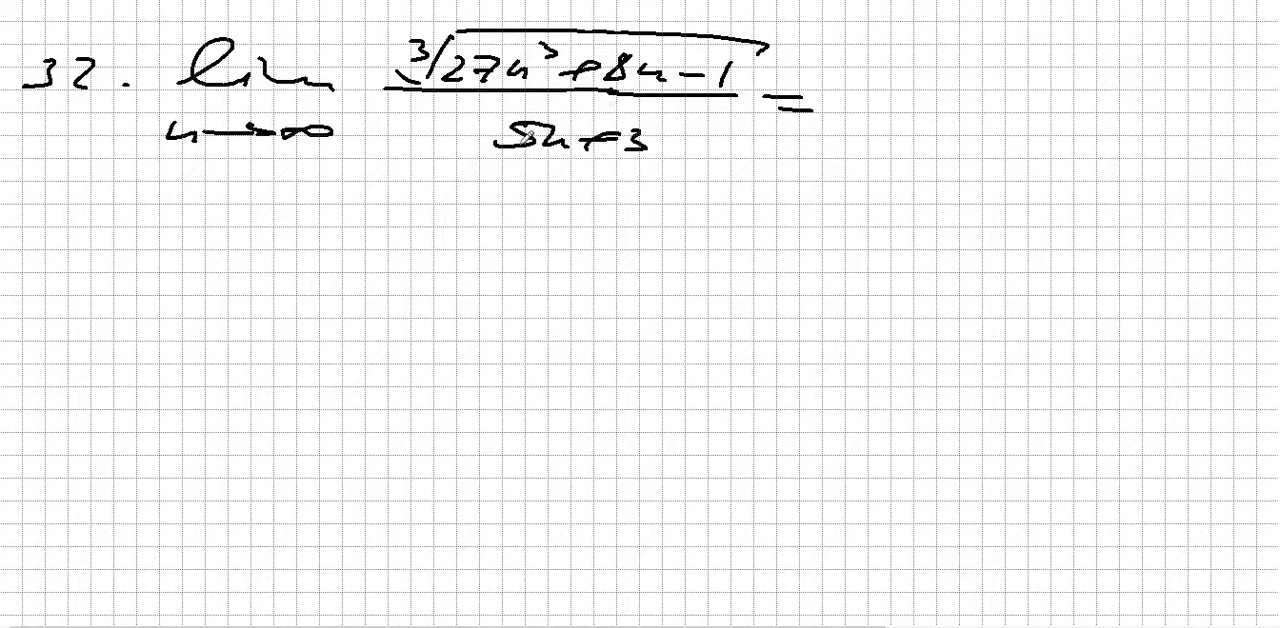 32. lim n→∞ ∛(27n³+8n-1) / (5n+3) =